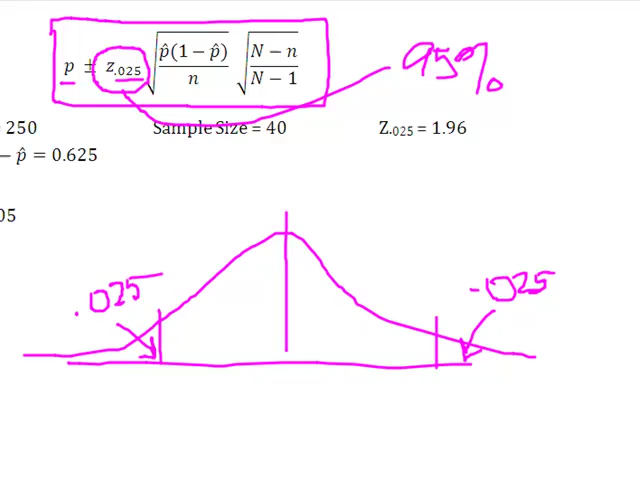 p ± z.025 √(p̂(1 − p̂)/n) √((N − n)/(N − 1))
95%
250 Sample Size = 40 Z.025 = 1.96
− p̂ = 0.625
05
.025 .025